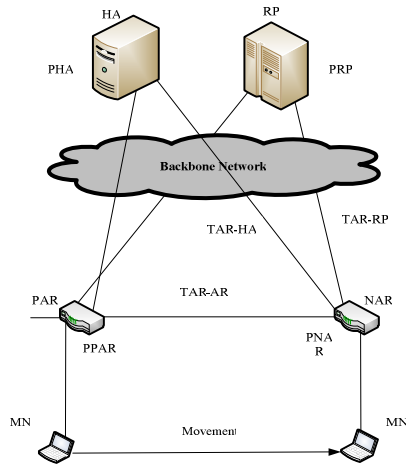 HA
RP
PHA
PRP
Backbone Network
TAR-HA
TAR-RP
PAR
TAR-AR
NAR
PPAR
PNA
R
MN
Movement
MN